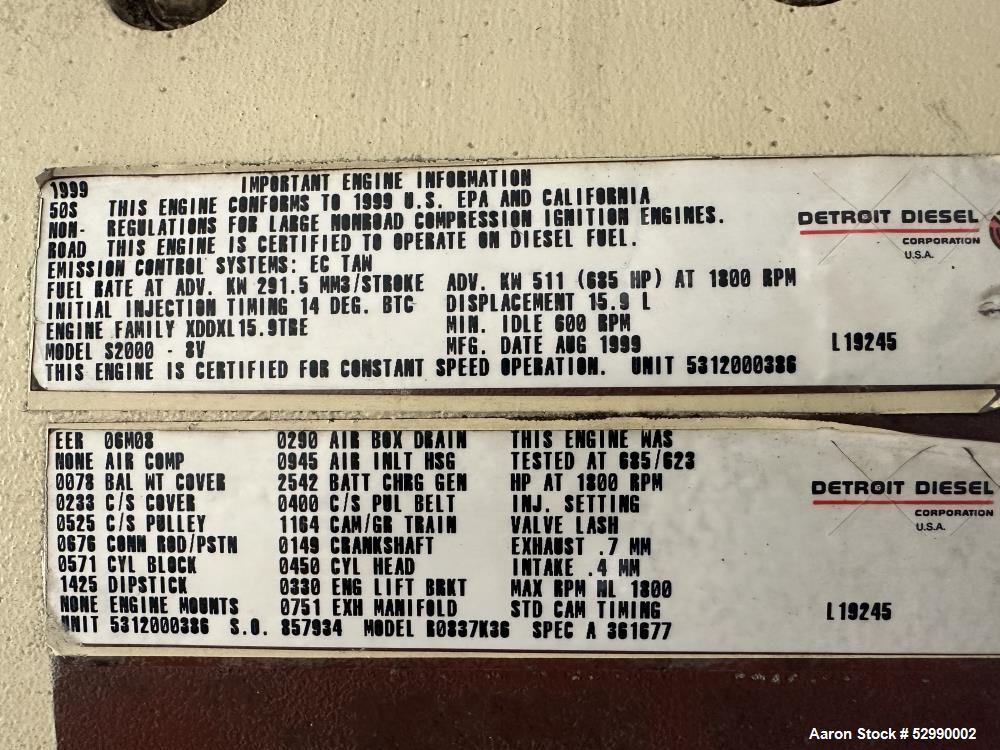 1999 IMPORTANT ENGINE INFORMATION
50S THIS ENGINE CONFORMS TO 1999 U.S. EPA AND CALIFORNIA
NON- REGULATIONS FOR LARGE NONROAD COMPRESSION IGNITION ENGINES.
ROAD THIS ENGINE IS CERTIFIED TO OPERATE ON DIESEL FUEL.
EMISSION CONTROL SYSTEMS: EC TAW
FUEL RATE AT ADV. KW 291.5 MM3/STROKE ADV. KW 511 (685 HP) AT 1800 RPM
INITIAL INJECTION TIMING 14 DEG. BTC DISPLACEMENT 15.9 L
ENGINE FAMILY XDDXL15.9TRE MIN. IDLE 600 RPM
MODEL S2000 - 8V MFG. DATE AUG 1999
THIS ENGINE IS CERTIFIED FOR CONSTANT SPEED OPERATION. UNIT 5312000386
DETROIT DIESEL
CORPORATION
U.S.A.
L19245
EER 06M08 0290 AIR BOX DRAIN THIS ENGINE WAS
NONE AIR COMP 0945 AIR INLT HSG TESTED AT 685/623
0078 BAL WT COVER 2542 BATT CHRG GEN HP AT 1800 RPM
0233 C/S COVER 0400 C/S PUL BELT INJ. SETTING
0525 C/S PULLEY 1164 CAM/GR TRAIN VALVE LASH
0676 CONN ROD/PSTN 0149 CRANKSHAFT EXHAUST .7 MM
0571 CYL BLOCK 0450 CYL HEAD INTAKE .4 MM
1425 DIPSTICK 0330 ENG LIFT BRKT MAX RPM NL 1800
NONE ENGINE MOUNTS 0751 EXH MANIFOLD STD CAM TIMING
UNIT 5312000386 S.O. 857934 MODEL R0837K36 SPEC A 361677
DETROIT DIESEL
CORPORATION
U.S.A.
L19245
Aaron Stock # 52990002